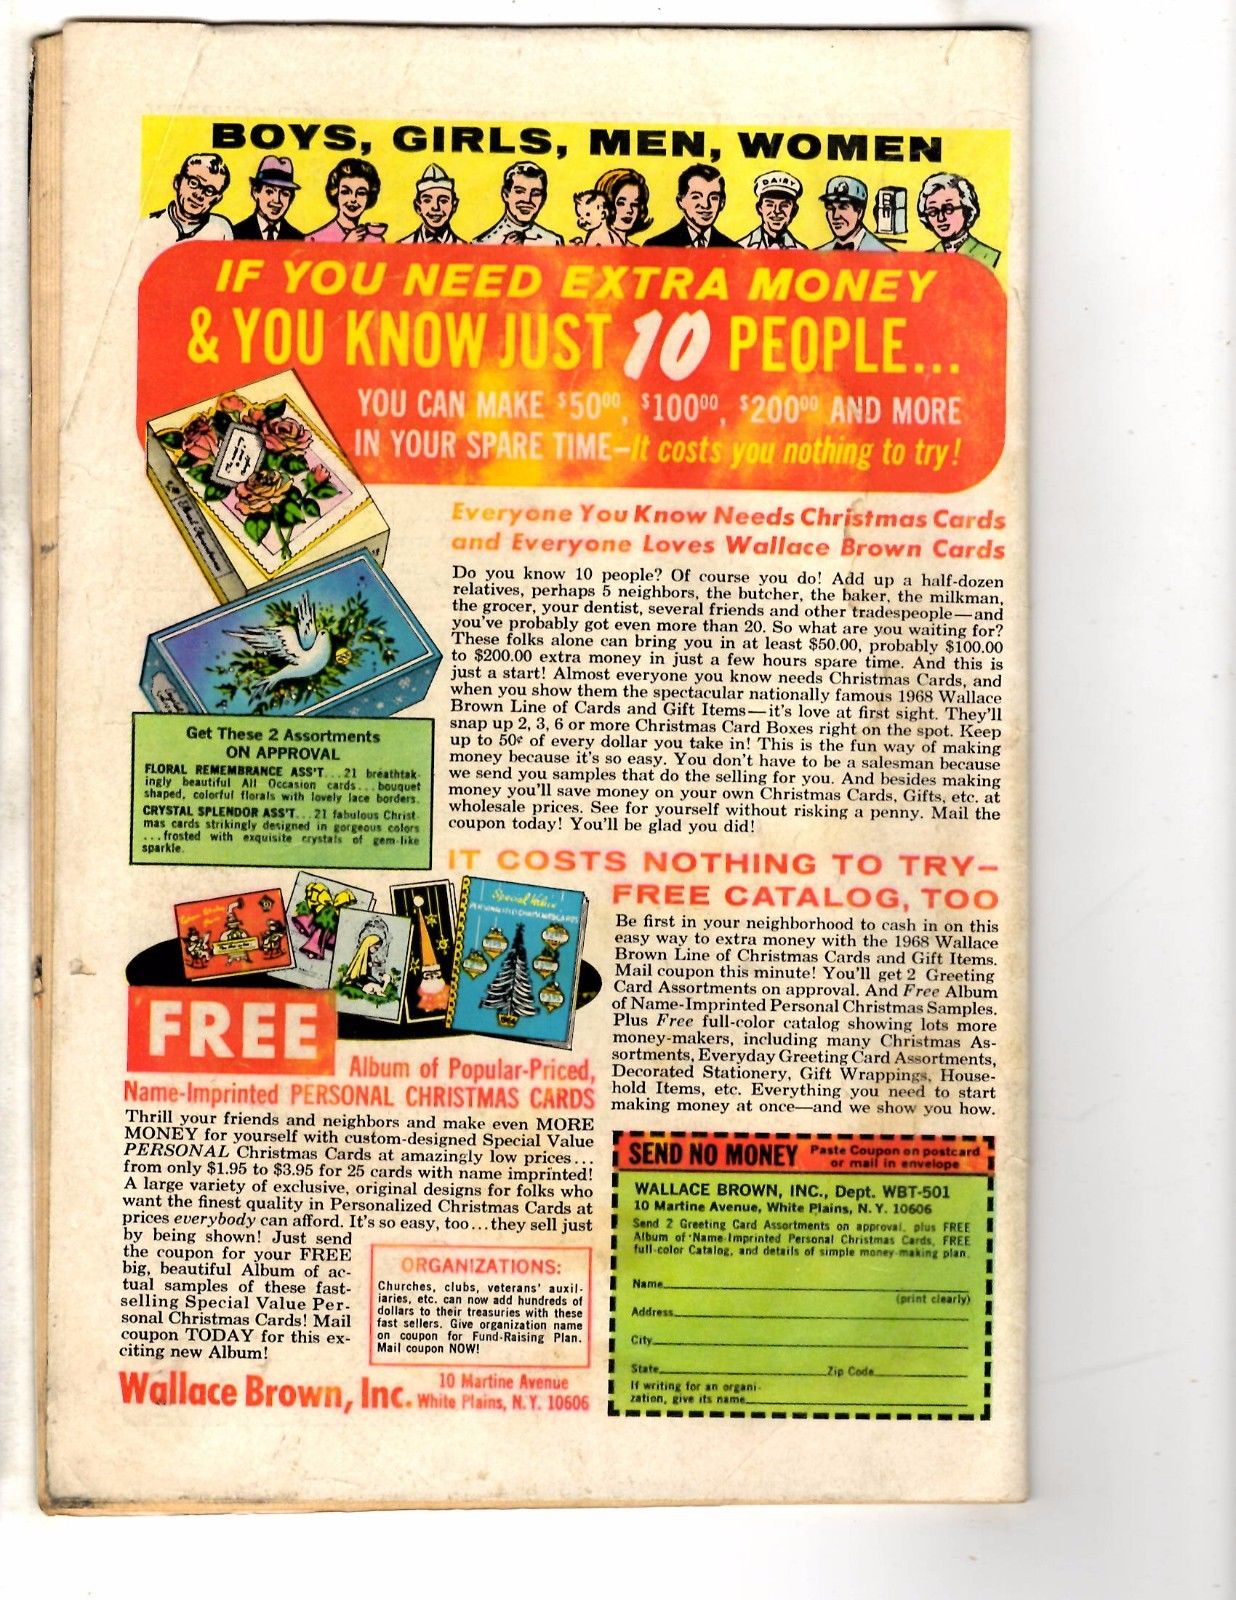 BOYS, GIRLS, MEN, WOMEN
DAIRY
IF YOU NEED EXTRA MONEY
& YOU KNOW JUST 10 PEOPLE...
YOU CAN MAKE $50⁰⁰, $100⁰⁰, $200⁰⁰ AND MORE
IN YOUR SPARE TIME—It costs you nothing to try!
Everyone You Know Needs Christmas Cards
and Everyone Loves Wallace Brown Cards
Do you know 10 people? Of course you do! Add up a half-dozen
relatives, perhaps 5 neighbors, the butcher, the baker, the milkman,
the grocer, your dentist, several friends and other tradespeople—and
you've probably got even more than 20. So what are you waiting for?
These folks alone can bring you in at least $50.00, probably $100.00
to $200.00 extra money in just a few hours spare time. And this is
just a start! Almost everyone you know needs Christmas Cards, and
when you show them the spectacular nationally famous 1968 Wallace
Brown Line of Cards and Gift Items—it's love at first sight. They'll
snap up 2, 3, 6 or more Christmas Card Boxes right on the spot. Keep
up to 50¢ of every dollar you take in! This is the fun way of making
money because it's so easy. You don't have to be a salesman because
we send you samples that do the selling for you. And besides making
money you'll save money on your own Christmas Cards, Gifts, etc. at
wholesale prices. See for yourself without risking a penny. Mail the
coupon today! You'll be glad you did!
Get These 2 Assortments
ON APPROVAL
FLORAL REMEMBRANCE ASS'T...21 breathtak-
ingly beautiful All Occasion cards...bouquet
shaped, colorful florals with lovely lace borders.
CRYSTAL SPLENDOR ASS'T...21 fabulous Christ-
mas cards strikingly designed in gorgeous colors
...frosted with exquisite crystals of gem-like
sparkle.
IT COSTS NOTHING TO TRY—
FREE CATALOG, TOO
Be first in your neighborhood to cash in on this
easy way to extra money with the 1968 Wallace
Brown Line of Christmas Cards and Gift Items.
Mail coupon this minute! You'll get 2 Greeting
Card Assortments on approval. And Free Album
of Name-Imprinted Personal Christmas Samples.
Plus Free full-color catalog showing lots more
money-makers, including many Christmas As-
sortments, Everyday Greeting Card Assortments,
Decorated Stationery, Gift Wrappings, House-
hold Items, etc. Everything you need to start
making money at once—and we show you how.
Special Value
PERSONALIZED CHRISTMAS CARDS
FREE
Album of Popular-Priced,
Name-Imprinted PERSONAL CHRISTMAS CARDS
Thrill your friends and neighbors and make even MORE
MONEY for yourself with custom-designed Special Value
PERSONAL Christmas Cards at amazingly low prices...
from only $1.95 to $3.95 for 25 cards with name imprinted!
A large variety of exclusive, original designs for folks who
want the finest quality in Personalized Christmas Cards at
prices everybody can afford. It's so easy, too...they sell just
by being shown! Just send
the coupon for your FREE
big, beautiful Album of ac-
tual samples of these fast-
selling Special Value Per-
sonal Christmas Cards! Mail
coupon TODAY for this ex-
citing new Album!
ORGANIZATIONS:
Churches, clubs, veterans' auxil-
iaries, etc. can now add hundreds of
dollars to their treasuries with these
fast sellers. Give organization name
on coupon for Fund-Raising Plan.
Mail coupon NOW!
Wallace Brown, Inc. 10 Martine Avenue
White Plains, N.Y. 10606
SEND NO MONEY Paste Coupon on postcard
or mail in envelope
WALLACE BROWN, INC., Dept. WBT-501
10 Martine Avenue, White Plains, N.Y. 10606
Send 2 Greeting Card Assortments on approval, plus FREE
Album of Name-Imprinted Personal Christmas Cards, FREE
full-color Catalog, and details of simple money-making plan.
Name
(print clearly)
Address
City
State Zip Code
If writing for an organi-
zation, give its name